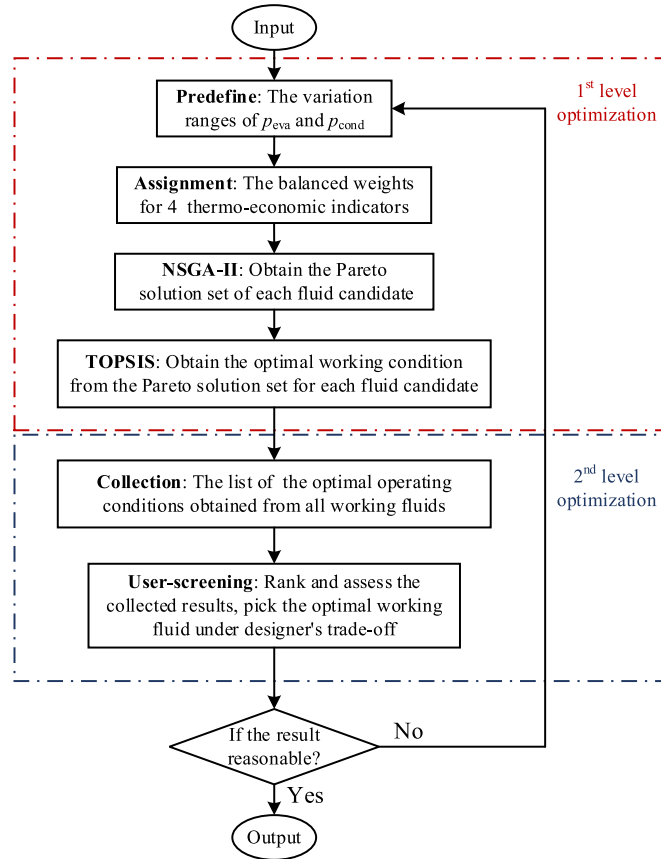 Input
1st level
optimization
Predefine: The variation
ranges of peva and pcond
Assignment: The balanced weights
for 4 thermo-economic indicators
NSGA-II: Obtain the Pareto
solution set of each fluid candidate
TOPSIS: Obtain the optimal working condition
from the Pareto solution set for each fluid candidate
2nd level
optimization
Collection: The list of the optimal operating
conditions obtained from all working fluids
User-screening: Rank and assess the
collected results, pick the optimal working
fluid under designer's trade-off
If the result
reasonable?
No
Yes
Output